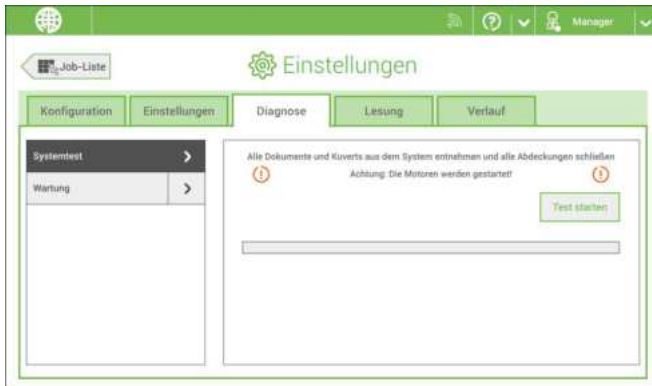 Manager
Job-Liste
Einstellungen
Konfiguration
Einstellungen
Diagnose
Lesung
Verlauf
Systemtest
Wartung
Alle Dokumente und Kuverts aus dem System entnehmen und alle Abdeckungen schließen
Achtung: Die Motoren werden gestartet!
Test starten